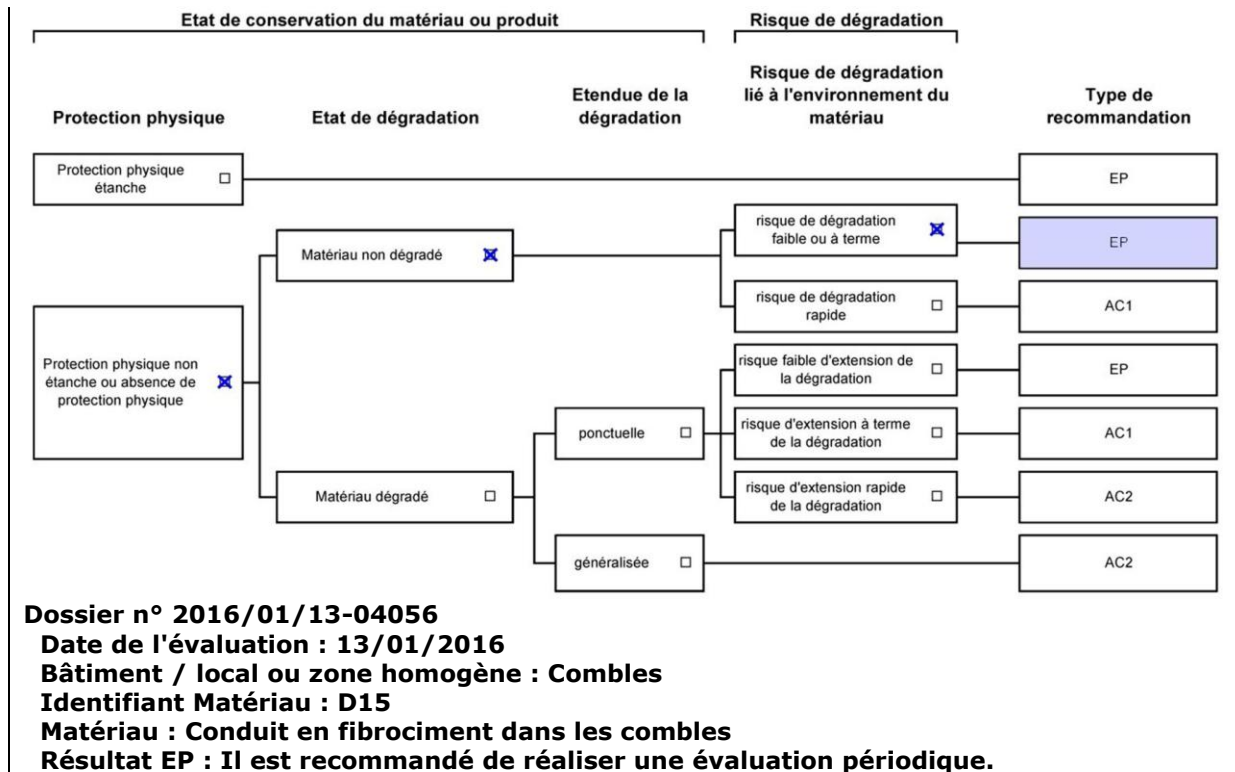 Etat de conservation du matériau ou produit
Risque de dégradation
Protection physique
Etat de dégradation
Etendue de la
dégradation
Risque de dégradation
lié à l'environnement du
matériau
Type de
recommandation
Protection physique
étanche
EP
Matériau non dégradé
risque de dégradation
faible ou à terme
EP
risque de dégradation
rapide
AC1
Protection physique non
étanche ou absence de
protection physique
risque faible d'extension de
la dégradation
EP
ponctuelle
risque d'extension à terme
de la dégradation
AC1
Matériau dégradé
risque d'extension rapide
de la dégradation
AC2
généralisée
AC2
Dossier n° 2016/01/13-04056
Date de l'évaluation : 13/01/2016
Bâtiment / local ou zone homogène : Combles
Identifiant Matériau : D15
Matériau : Conduit en fibrociment dans les combles
Résultat EP : Il est recommandé de réaliser une évaluation périodique.